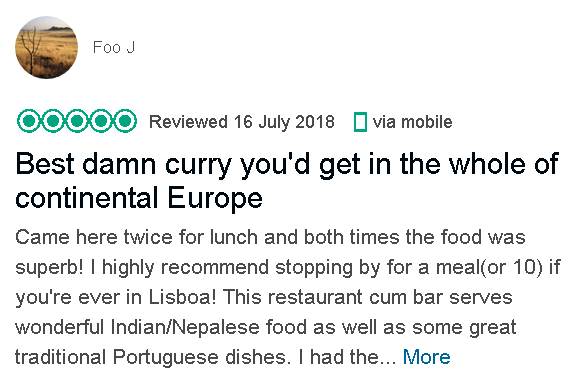 Foo J
Reviewed 16 July 2018 via mobile
Best damn curry you'd get in the whole of
continental Europe
Came here twice for lunch and both times the food was
superb! I highly recommend stopping by for a meal(or 10) if
you're ever in Lisboa! This restaurant cum bar serves
wonderful Indian/Nepalese food as well as some great
traditional Portuguese dishes. I had the... More